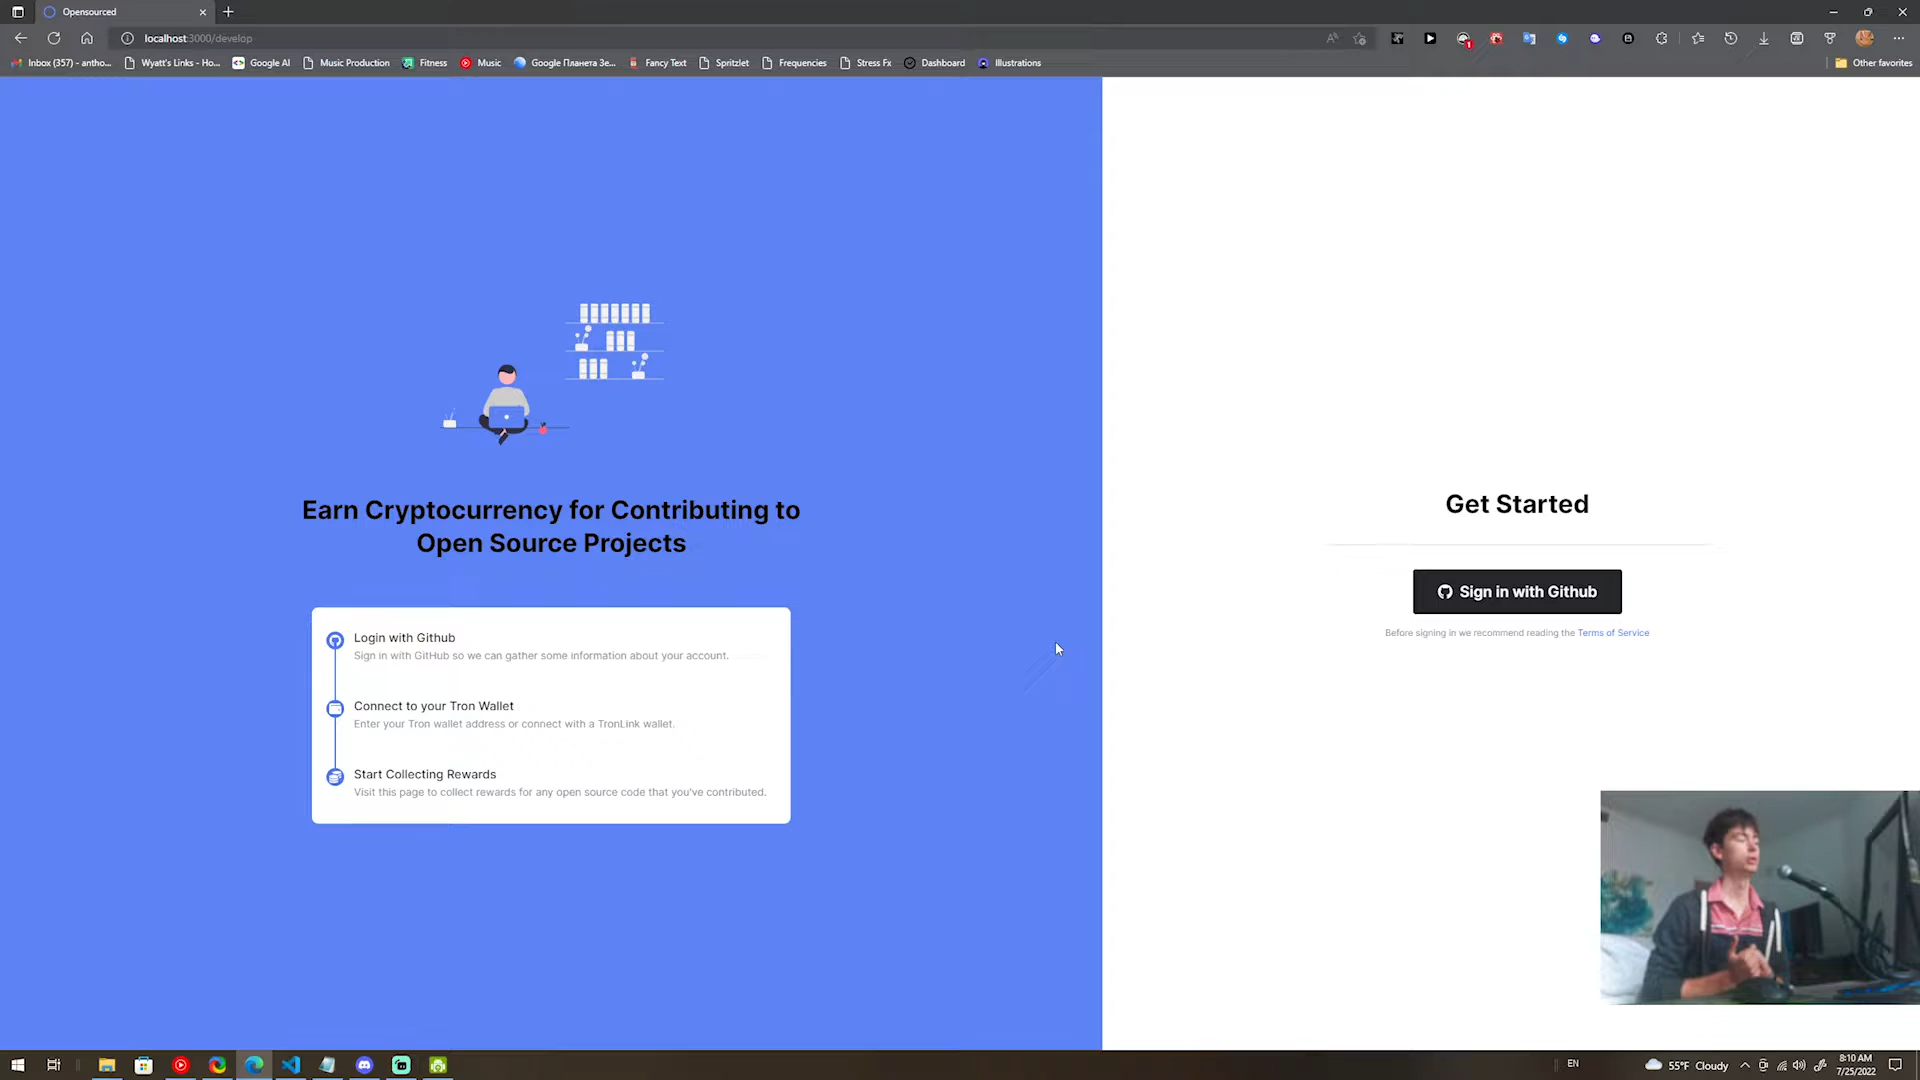 Opensourced
localhost:3000/develop
Inbox (357) - antho...
Wyatt's Links - Ho...
Google AI
Music Production
Fitness
Music
Google Планета Зе...
Fancy Text
Spritzlet
Frequencies
Stress Fx
Dashboard
Illustrations
Other favorites
Earn Cryptocurrency for Contributing to
Open Source Projects
Login with Github
Sign in with GitHub so we can gather some information about your account.
Connect to your Tron Wallet
Enter your Tron wallet address or connect with a TronLink wallet.
Start Collecting Rewards
Visit this page to collect rewards for any open source code that you've contributed.
Get Started
Sign in with Github
Before signing in we recommend reading the Terms of Service
EN
55°F Cloudy
8:10 AM
7/25/2022